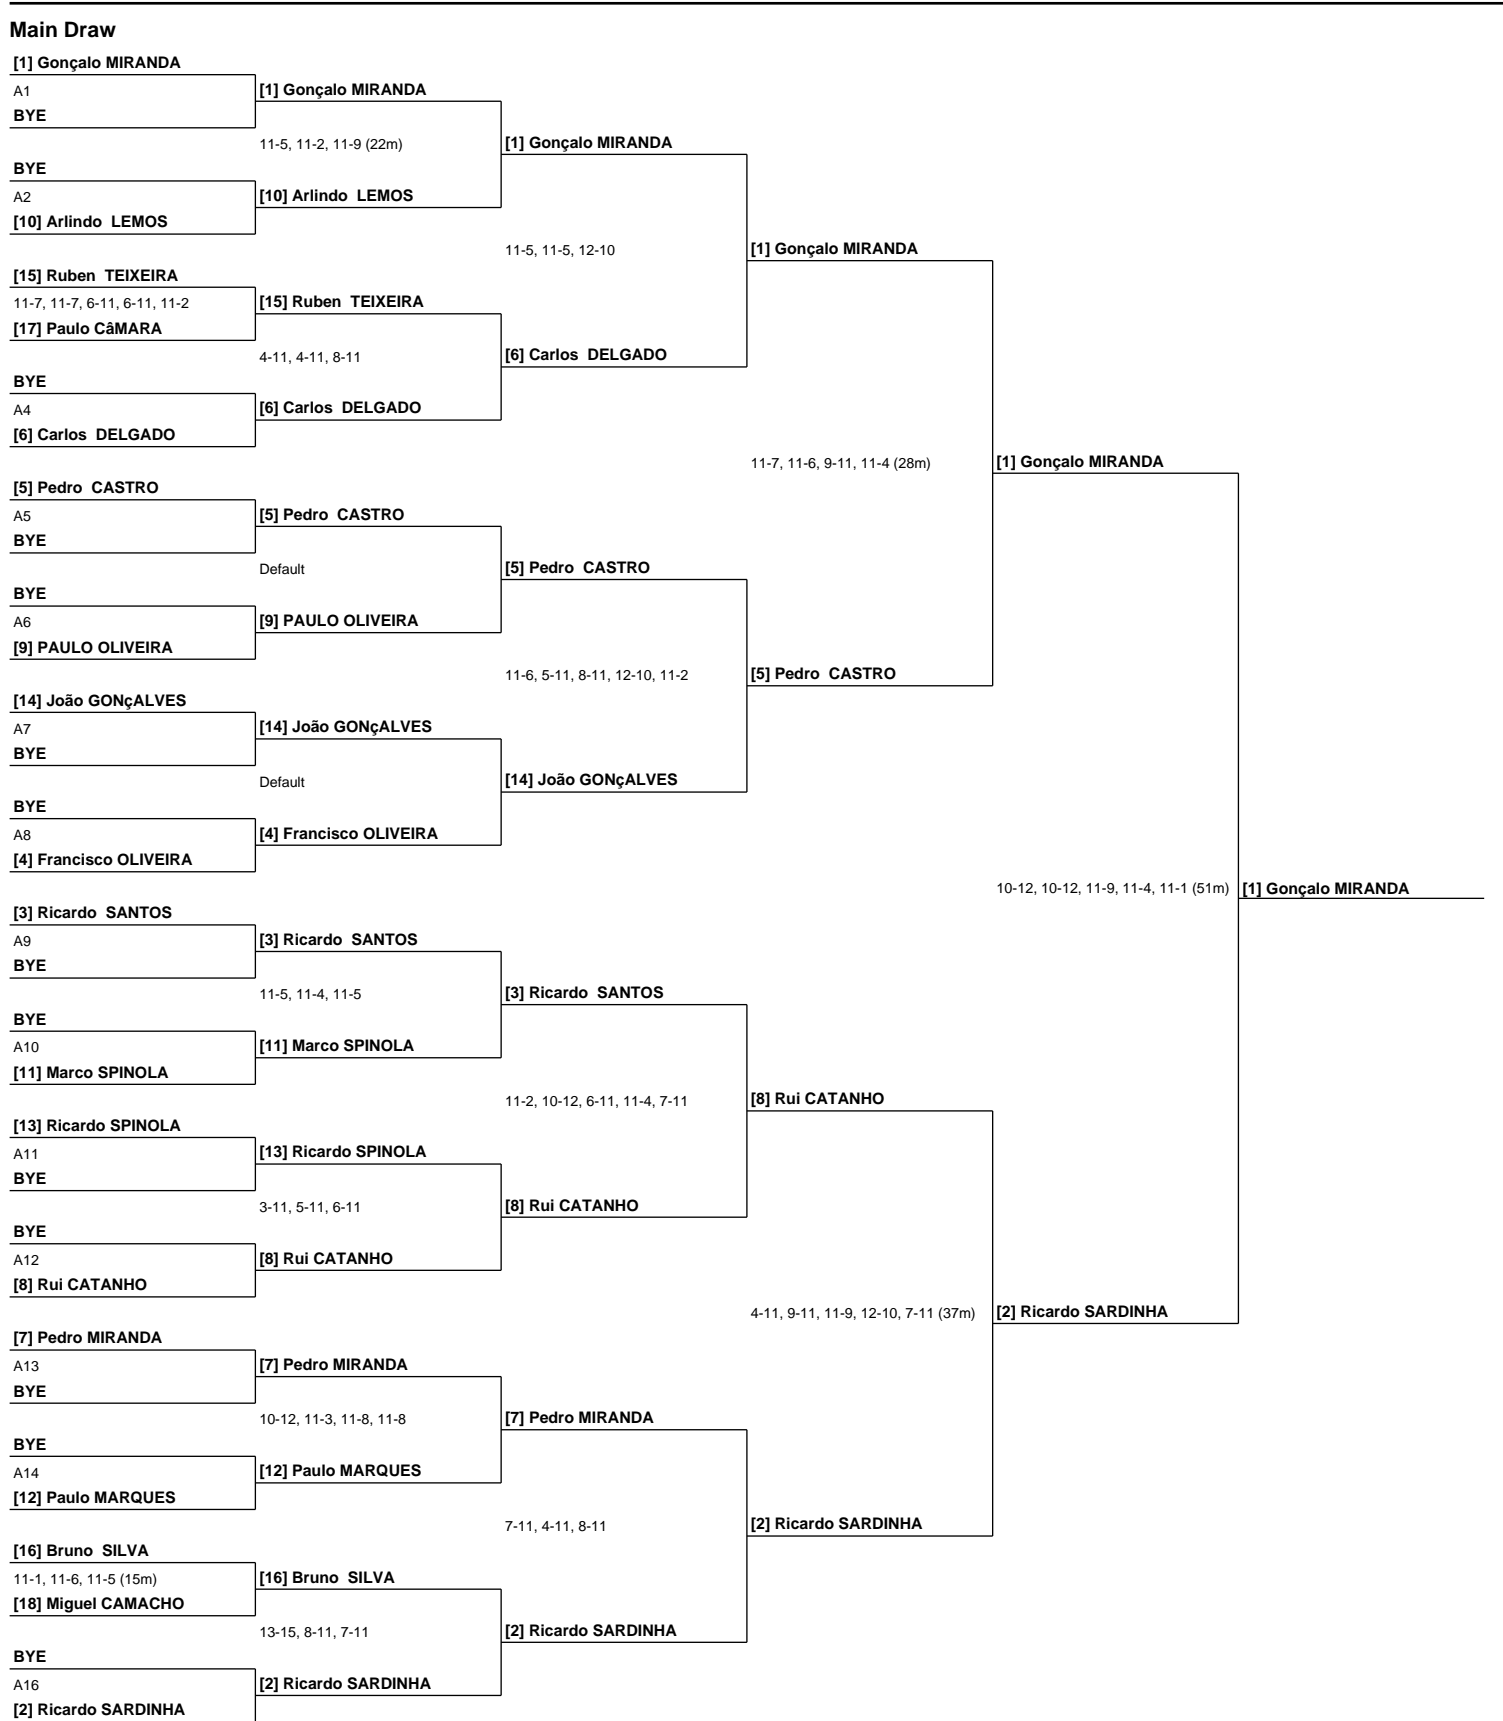 Main Draw
[1] Gonçalo MIRANDA
A1
[1] Gonçalo MIRANDA
BYE
11-5, 11-2, 11-9 (22m)
[1] Gonçalo MIRANDA
BYE
A2
[10] Arlindo LEMOS
[10] Arlindo LEMOS
11-5, 11-5, 12-10
[1] Gonçalo MIRANDA
[15] Ruben TEIXEIRA
11-7, 11-7, 6-11, 6-11, 11-2
[15] Ruben TEIXEIRA
[17] Paulo CâMARA
4-11, 4-11, 8-11
[6] Carlos DELGADO
BYE
A4
[6] Carlos DELGADO
[6] Carlos DELGADO
11-7, 11-6, 9-11, 11-4 (28m)
[1] Gonçalo MIRANDA
[5] Pedro CASTRO
A5
[5] Pedro CASTRO
BYE
Default
[5] Pedro CASTRO
BYE
A6
[9] PAULO OLIVEIRA
[9] PAULO OLIVEIRA
11-6, 5-11, 8-11, 12-10, 11-2
[5] Pedro CASTRO
[14] João GONçALVES
A7
[14] João GONçALVES
BYE
Default
[14] João GONçALVES
BYE
A8
[4] Francisco OLIVEIRA
[4] Francisco OLIVEIRA
10-12, 10-12, 11-9, 11-4, 11-1 (51m)
[1] Gonçalo MIRANDA
[3] Ricardo SANTOS
A9
[3] Ricardo SANTOS
BYE
11-5, 11-4, 11-5
[3] Ricardo SANTOS
BYE
A10
[11] Marco SPINOLA
[11] Marco SPINOLA
11-2, 10-12, 6-11, 11-4, 7-11
[8] Rui CATANHO
[13] Ricardo SPINOLA
A11
[13] Ricardo SPINOLA
BYE
3-11, 5-11, 6-11
[8] Rui CATANHO
BYE
A12
[8] Rui CATANHO
[8] Rui CATANHO
4-11, 9-11, 11-9, 12-10, 7-11 (37m)
[2] Ricardo SARDINHA
[7] Pedro MIRANDA
A13
[7] Pedro MIRANDA
BYE
10-12, 11-3, 11-8, 11-8
[7] Pedro MIRANDA
BYE
A14
[12] Paulo MARQUES
[12] Paulo MARQUES
7-11, 4-11, 8-11
[2] Ricardo SARDINHA
[16] Bruno SILVA
11-1, 11-6, 11-5 (15m)
[16] Bruno SILVA
[18] Miguel CAMACHO
13-15, 8-11, 7-11
[2] Ricardo SARDINHA
BYE
A16
[2] Ricardo SARDINHA
[2] Ricardo SARDINHA